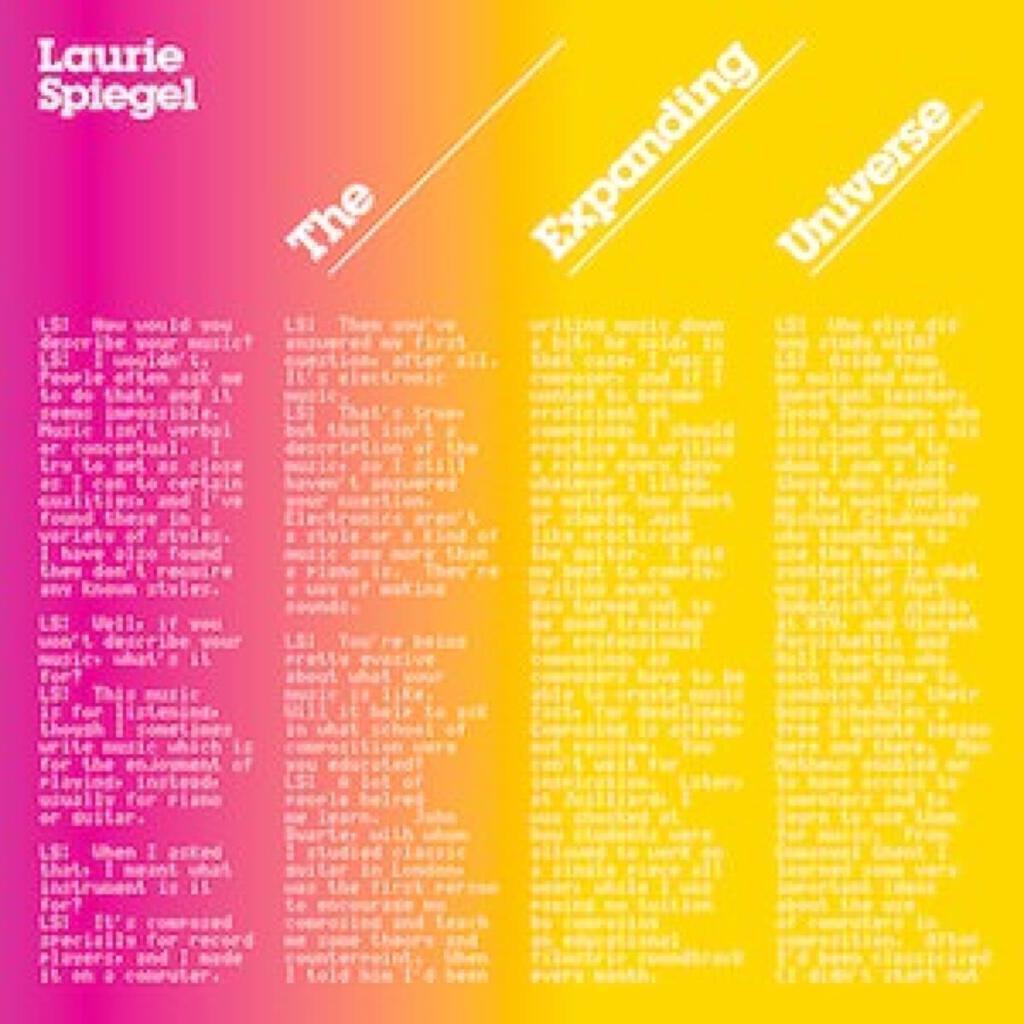 Laurie
Spiegel
The
Expanding
Universe
LS: How would you
describe your music?
LS: I wouldn't.
People often ask me
to do that, and it
seems impossible.
Music isn't verbal
or conceptual. I
try to get as close
as I can to certain
qualities, and I've
found these in a
variety of styles.
I have also found
they don't require
any known styles.
LS: Well, if you
won't describe your
music, what's it
for?
LS: This music
is for listening,
though I sometimes
write music which is
for the enjoyment of
playing, instead,
usually for piano
or guitar.
LS: When I asked
that, I meant what
instrument is it
for?
LS: It's composed
specially for record
players, and I made
it on a computer.
LS: Then you've
answered my first
question, after all.
It's electronic
music.
LS: That's true,
but that isn't a
description of the
music, so I still
haven't answered
your question.
Electronics aren't
a style or a kind of
music any more than
a piano is. They're
a way of making
sounds.
LS: You're being
pretty evasive
about what your
music is like.
Will it help to ask
in what school of
composition were
you educated?
LS: A lot of
people helped
me learn. John
Duarte, with whom
I studied classic
guitar in London,
was the first person
to encourage my
composing and teach
me some theory and
counterpoint. When
I told him I'd been
writing music down
a bit, he said, in
that case, I was a
composer, and if I
wanted to become
proficient at
composing, I should
practice by writing
a piece every day,
whatever I liked,
no matter how short
or simple, just
like practicing
the guitar. I did
my best to comply.
Writing every
day turned out to
be good training
for professional
composing, as
composers have to be
able to create music
fast, for deadlines.
Composing is active,
not passive. You
can't wait for
inspiration. Later,
at Juilliard, I
was shocked at
how students were
allowed to work on
a single piece all
year, while I was
earning my tuition
by composing
an educational
filmstrip soundtrack
every month.
LS: Who else did
you study with?
LS: Aside from
my main and most
important teacher,
Jacob Druckman, who
also took me as his
assistant and to
whom I owe a lot,
those who taught
me the most include
Michael Czajkowski
who taught me to
use the Buchla
synthesizer in what
was left of Mort
Subotnick's studio
at NYU, and Vincent
Persichetti, and
Hall Overton who
each took time to
sandwich into their
busy schedules a
free
here and there. Max
Mathews enabled me
to have access to
computers and to
learn to use them
for music. From
Emmanuel Ghent I
learned some very
important ideas
about the use
of computers in
composition. After
I'd been classicized
(I didn't start out